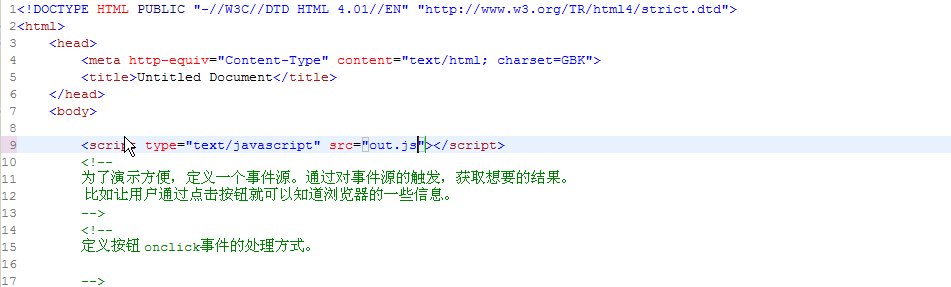 1<!DOCTYPE HTML PUBLIC "-//W3C//DTD HTML 4.01//EN" "http://www.w3.org/TR/html4/strict.dtd">
2<html>
3    <head>
4        <meta http-equiv="Content-Type" content="text/html; charset=GBK">
5        <title>Untitled Document</title>
6    </head>
7    <body>
8
9        <script type="text/javascript" src="out.js"></script>
10        <!--
11        为了演示方便，定义一个事件源。通过对事件源的触发，获取想要的结果。
12        比如让用户通过点击按钮就可以知道浏览器的一些信息。
13        -->
14        <!--
15        定义按钮 onclick事件的处理方式。
16
17        -->